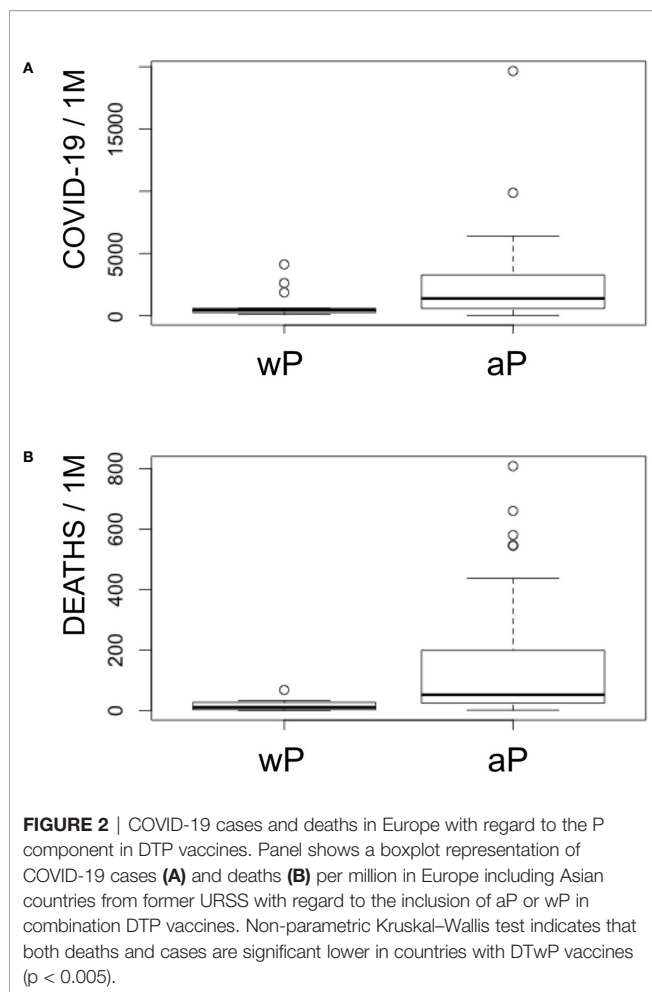 A
COVID-19 / 1M
15000
5000
0
wP
aP
B
DEATHS / 1M
800
600
400
200
0
wP
aP
FIGURE 2 | COVID-19 cases and deaths in Europe with regard to the P
component in DTP vaccines. Panel shows a boxplot representation of
COVID-19 cases (A) and deaths (B) per million in Europe including Asian
countries from former URSS with regard to the inclusion of aP or wP in
combination DTP vaccines. Non-parametric Kruskal–Wallis test indicates that
both deaths and cases are significant lower in countries with DTwP vaccines
(p < 0.005).